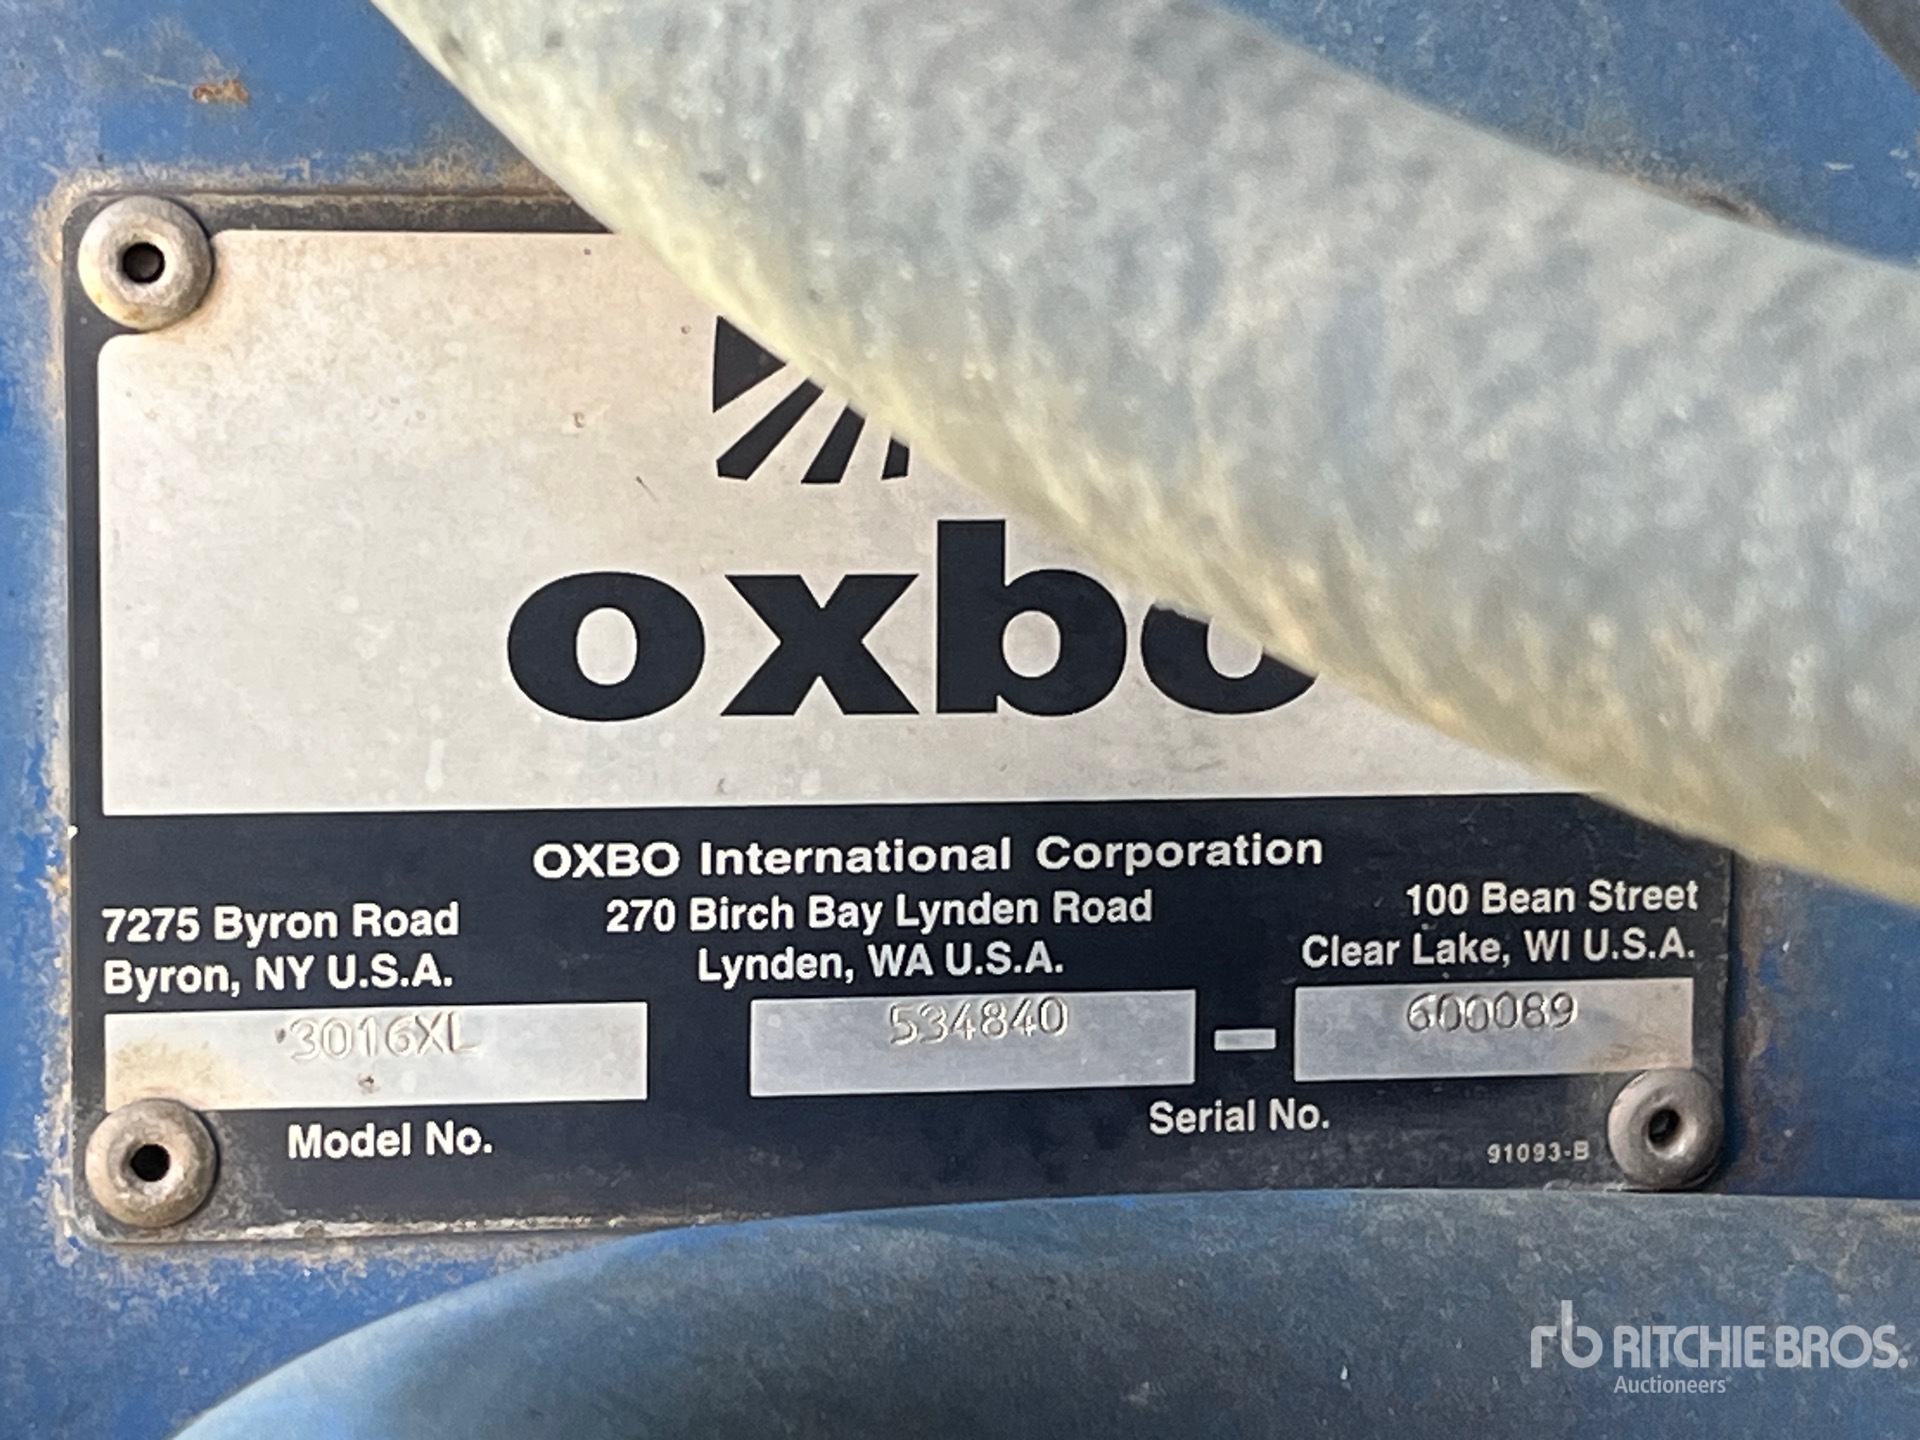 oxbo
OXBO International Corporation
7275 Byron Road
Byron, NY U.S.A.
270 Birch Bay Lynden Road
Lynden, WA U.S.A.
100 Bean Street
Clear Lake, WI U.S.A.
3016XL
534840 - 600089
Model No.
Serial No.
91093-B
rb RITCHIE BROS.
Auctioneers